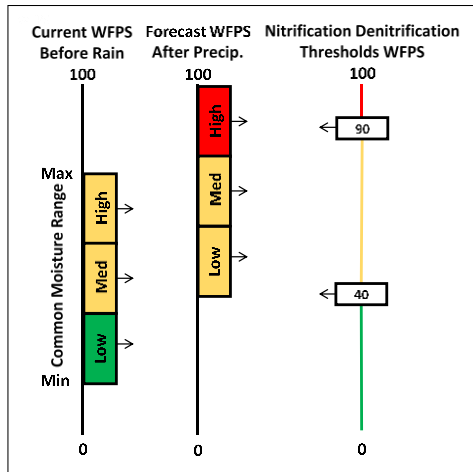 Current WFPS
Before Rain
Forecast WFPS
After Precip.
Nitrification Denitrification
Thresholds WFPS
100
100
100
High
90
Max
Common Moisture Range
High
Med
Med
Low
40
Low
Min
0
0
0